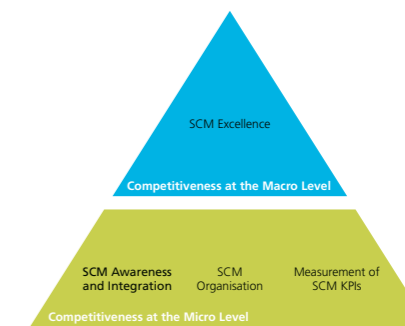 SCM Excellence
Competitiveness at the Macro Level
SCM Awareness
and Integration
SCM
Organisation
Measurement of
SCM KPIs
Competitiveness at the Micro Level